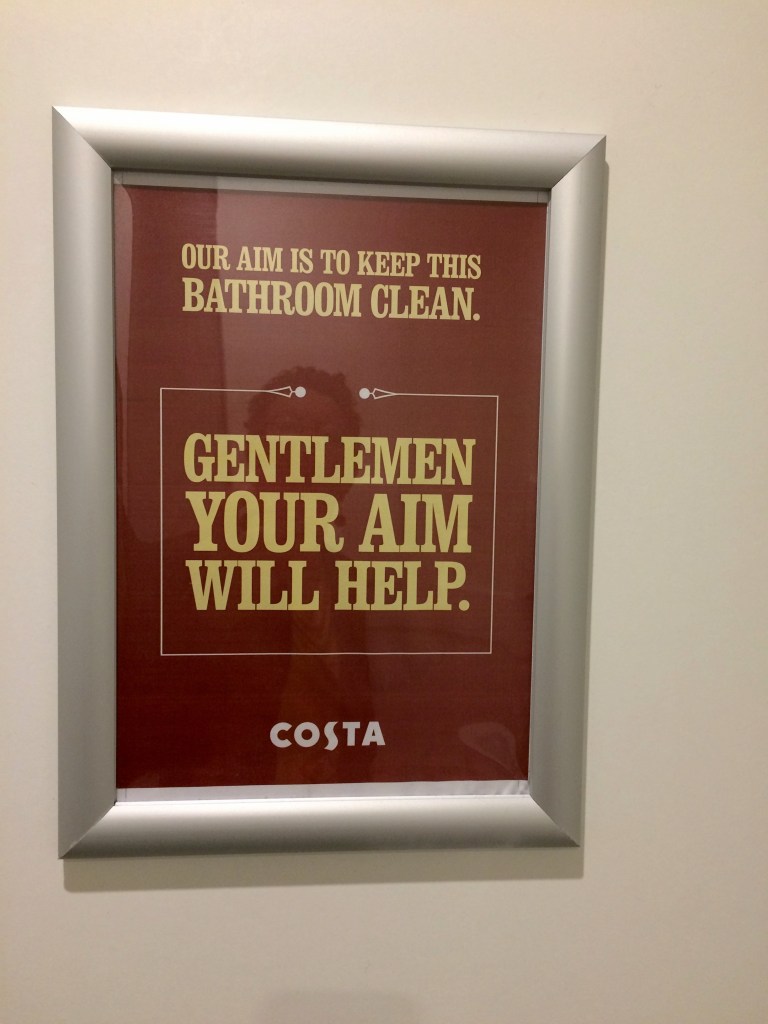 OUR AIM IS TO KEEP THIS
BATHROOM CLEAN.
GENTLEMEN
YOUR AIM
WILL HELP.
COSTA